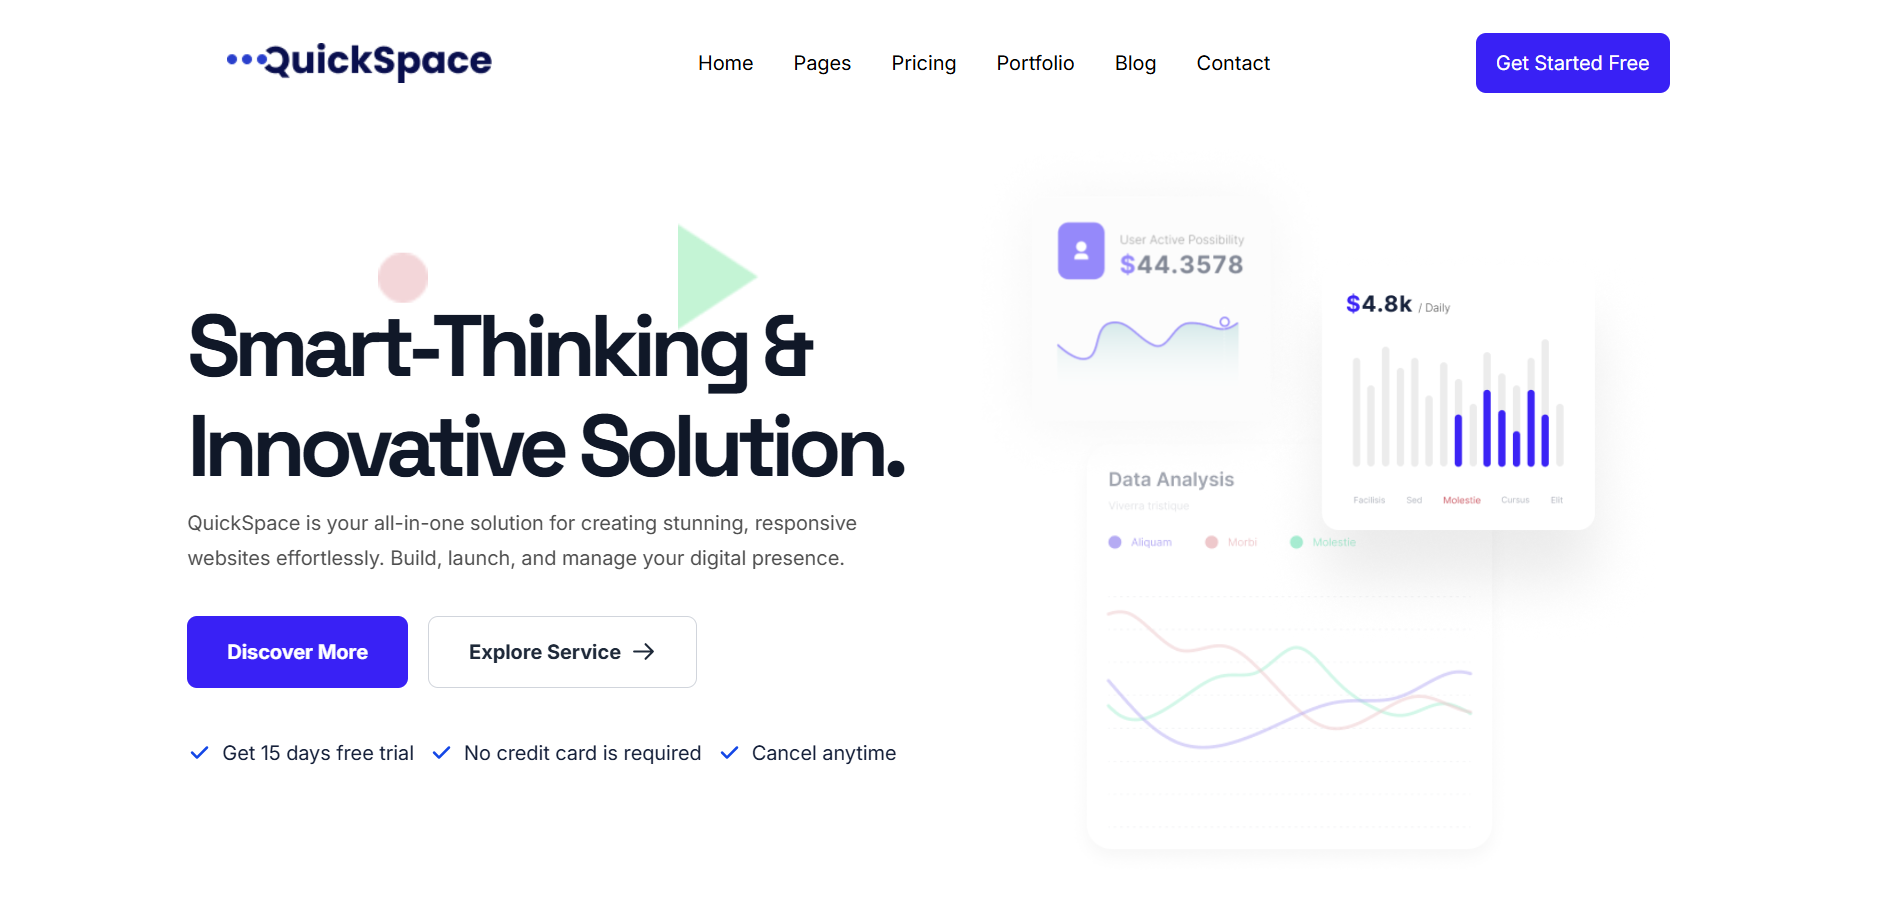 QuickSpace
Home Pages Pricing Portfolio Blog Contact
Get Started Free
Smart-Thinking &
Innovative Solution.
QuickSpace is your all-in-one solution for creating stunning, responsive
websites effortlessly. Build, launch, and manage your digital presence.
Discover More
Explore Service →
Get 15 days free trial
No credit card is required
Cancel anytime
User Active Possibility
$44.3578
$4.8k / Daily
Facilisis Sed Molestie Cursus Elit
Data Analysis
Viverra tristique
Aliquam Morbi Molestie